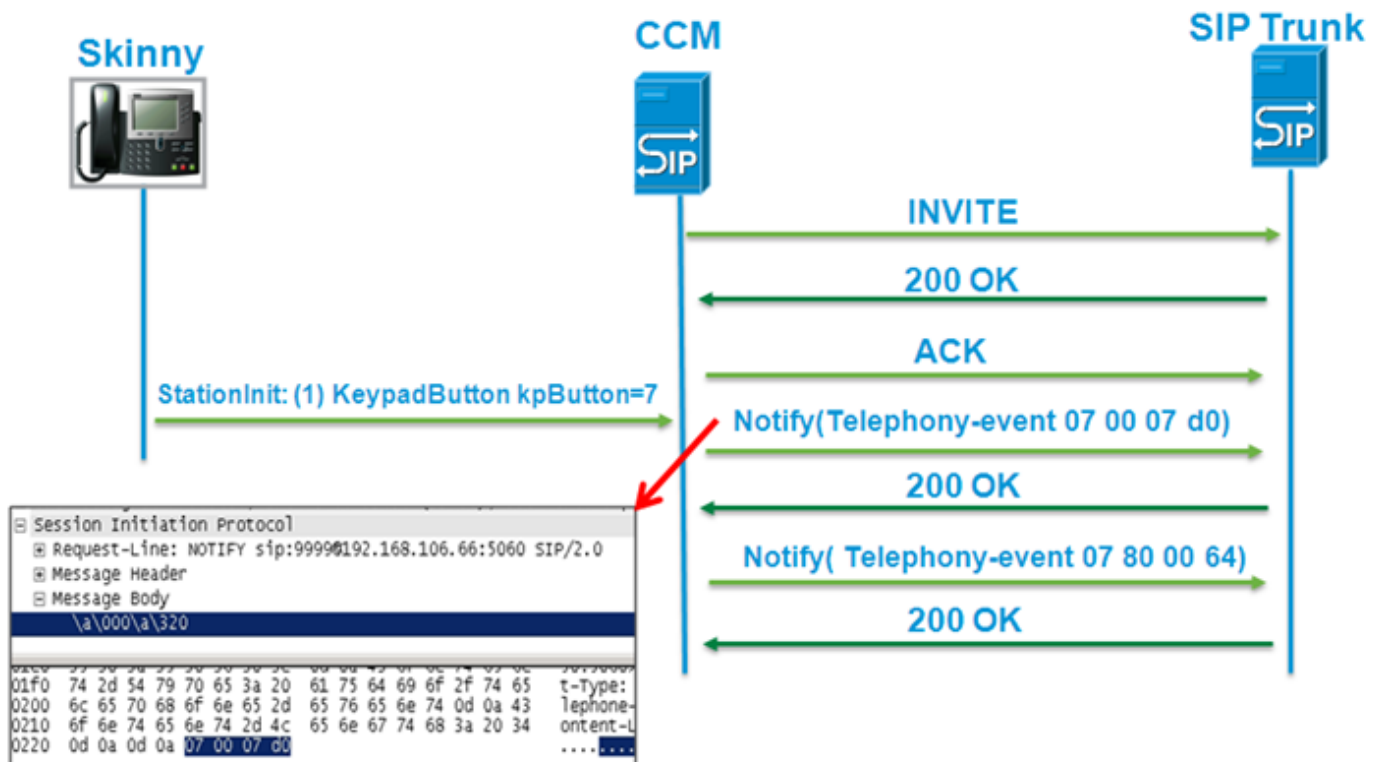 Skinny
CCM
SIP Trunk
SIP
SIP
INVITE
200 OK
ACK
StationInit: (1) KeypadButton kpButton=7
Notify(Telephony-event 07 00 07 d0)
200 OK
Notify( Telephony-event 07 80 00 64)
200 OK
Session Initiation Protocol
Request-Line: NOTIFY sip:9999@192.168.106.66:5060 SIP/2.0
Message Header
Message Body
\a\000\a\320
01f0 74 2d 54 79 70 65 3a 20 61 75 64 69 6f 2f 74 65 t-Type:
0200 6c 65 70 68 6f 6e 65 2d 65 76 65 6e 74 0d 0a 43 lephone-
0210 6f 6e 74 65 6e 74 2d 4c 65 6e 67 74 68 3a 20 34 ontent-L
0220 0d 0a 0d 0a 07 00 07 d0 ........